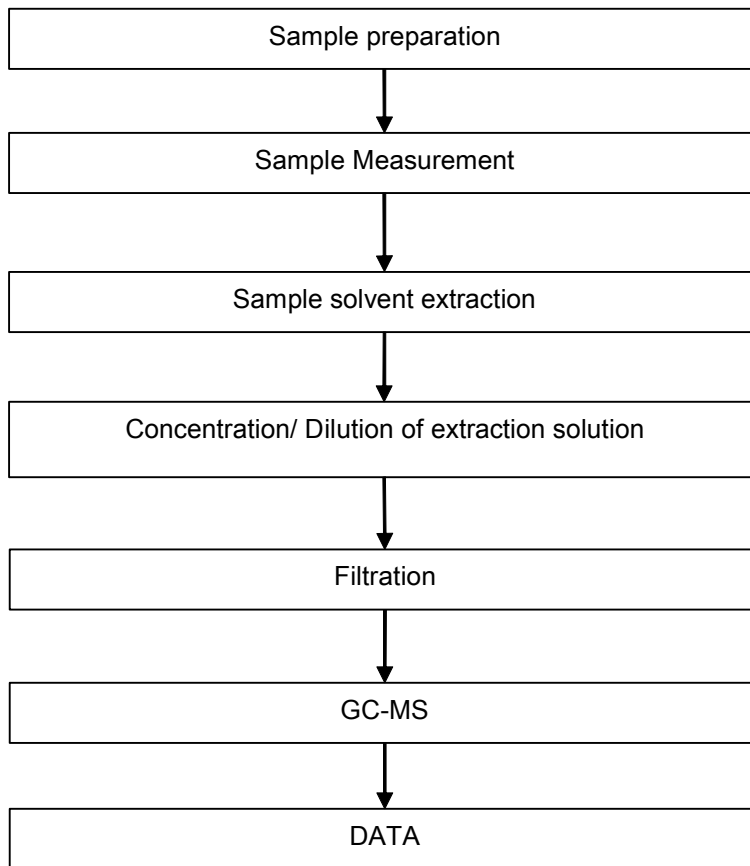 Sample preparation
Sample Measurement
Sample solvent extraction
Concentration/ Dilution of extraction solution
Filtration
GC-MS
DATA